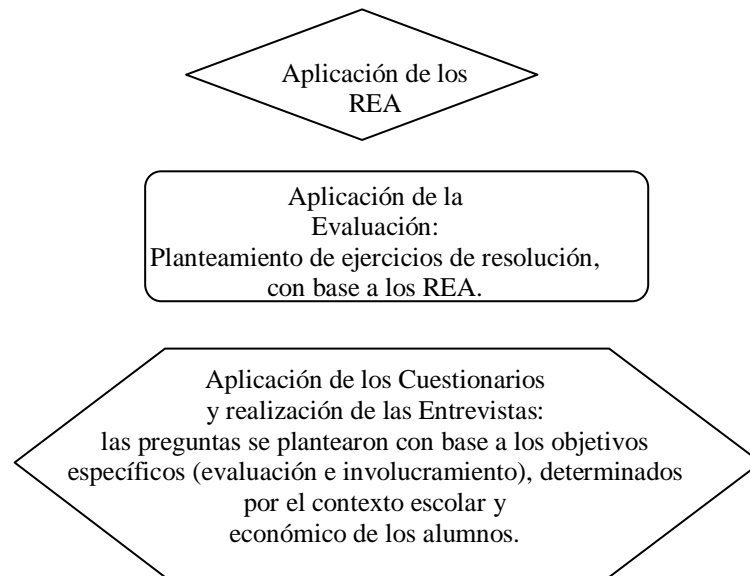 Aplicación de los
REA
Aplicación de la
Evaluación:
Planteamiento de ejercicios de resolución,
con base a los REA.
Aplicación de los Cuestionarios
y realización de las Entrevistas:
las preguntas se plantearon con base a los objetivos
específicos (evaluación e involucramiento), determinados
por el contexto escolar y
económico de los alumnos.